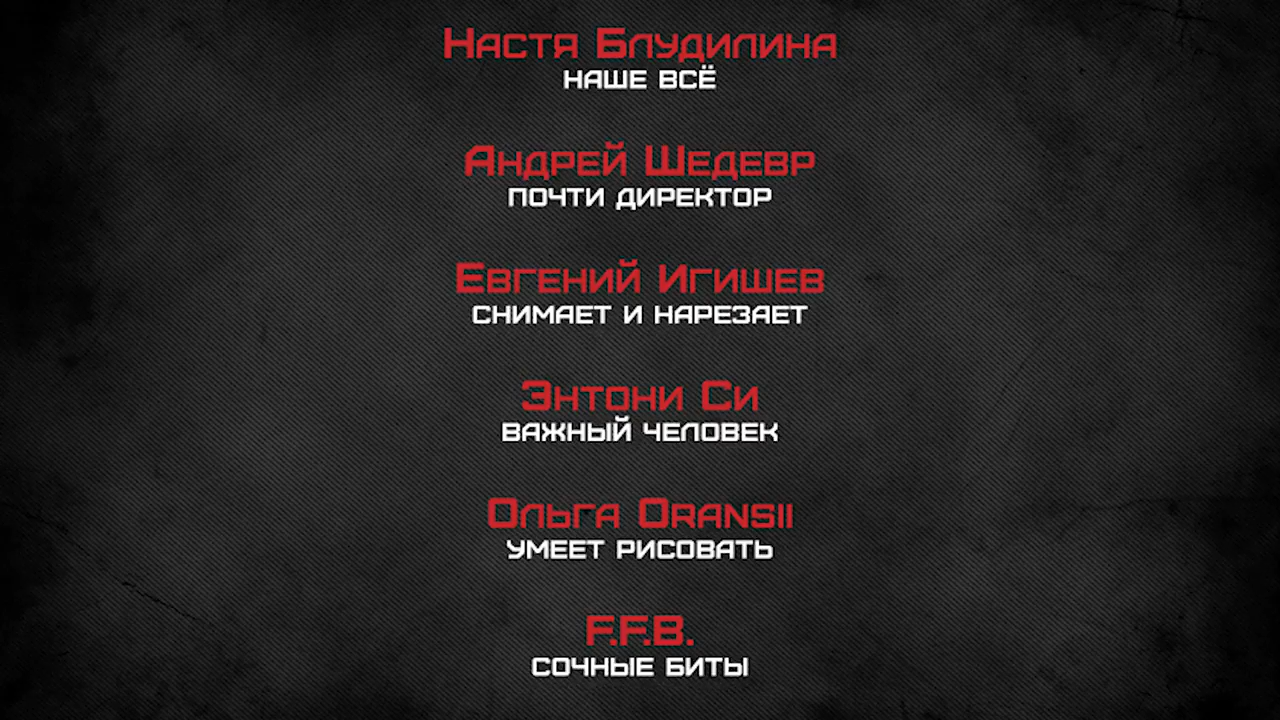 Настя Блудилина
НАШЕ ВСЁ
Андрей Шедевр
ПОЧТИ ДИРЕКТОР
Евгений Игишев
СНИМАЕТ И НАРЕЗАЕТ
Энтони Си
ВАЖНЫЙ ЧЕЛОВЕК
Ольга Oransii
УМЕЕТ РИСОВАТЬ
F.F.B.
СОЧНЫЕ БИТЫ